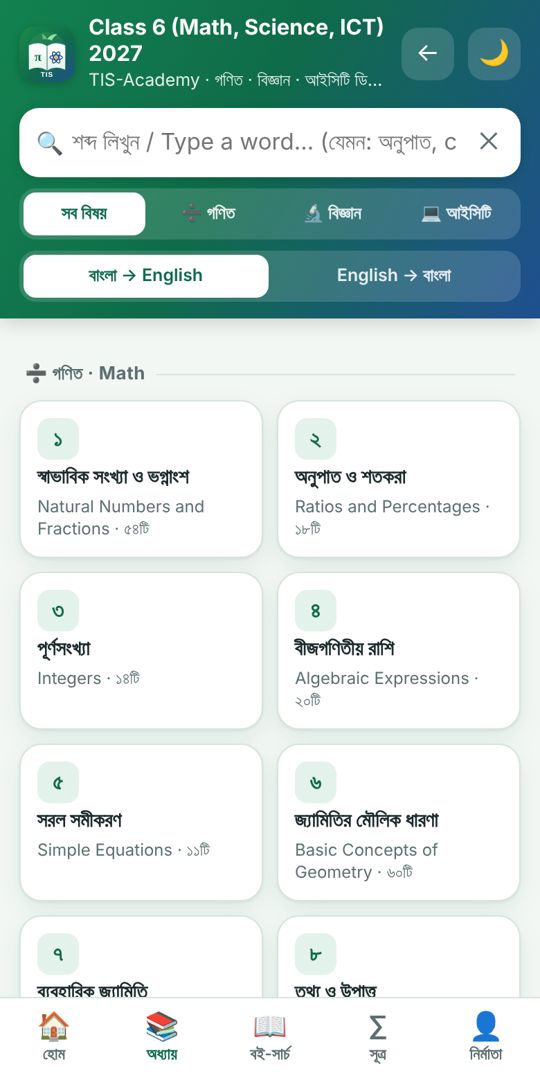 Class 6 (Math, Science, ICT)
2027
TIS-Academy · গণিত · বিজ্ঞান · আইসিটি ডি...
π
TIS
শব্দ লিখুন / Type a word... (যেমন: অনুপাত, c
সব বিষয়
গণিত
বিজ্ঞান
আইসিটি
বাংলা → English
English → বাংলা
গণিত · Math
১
স্বাভাবিক সংখ্যা ও ভগ্নাংশ
Natural Numbers and
Fractions · ৫৪টি
২
অনুপাত ও শতকরা
Ratios and Percentages ·
১৮টি
৩
পূর্ণসংখ্যা
Integers · ১৪টি
৪
বীজগণিতীয় রাশি
Algebraic Expressions ·
২০টি
৫
সরল সমীকরণ
Simple Equations · ১১টি
৬
জ্যামিতির মৌলিক ধারণা
Basic Concepts of
Geometry · ৬০টি
৭
ব্যবহারিক জ্যামিতি
৮
তথ্য ও উপাত্ত
হোম
অধ্যায়
বই-সার্চ
সূত্র
নির্মাতা